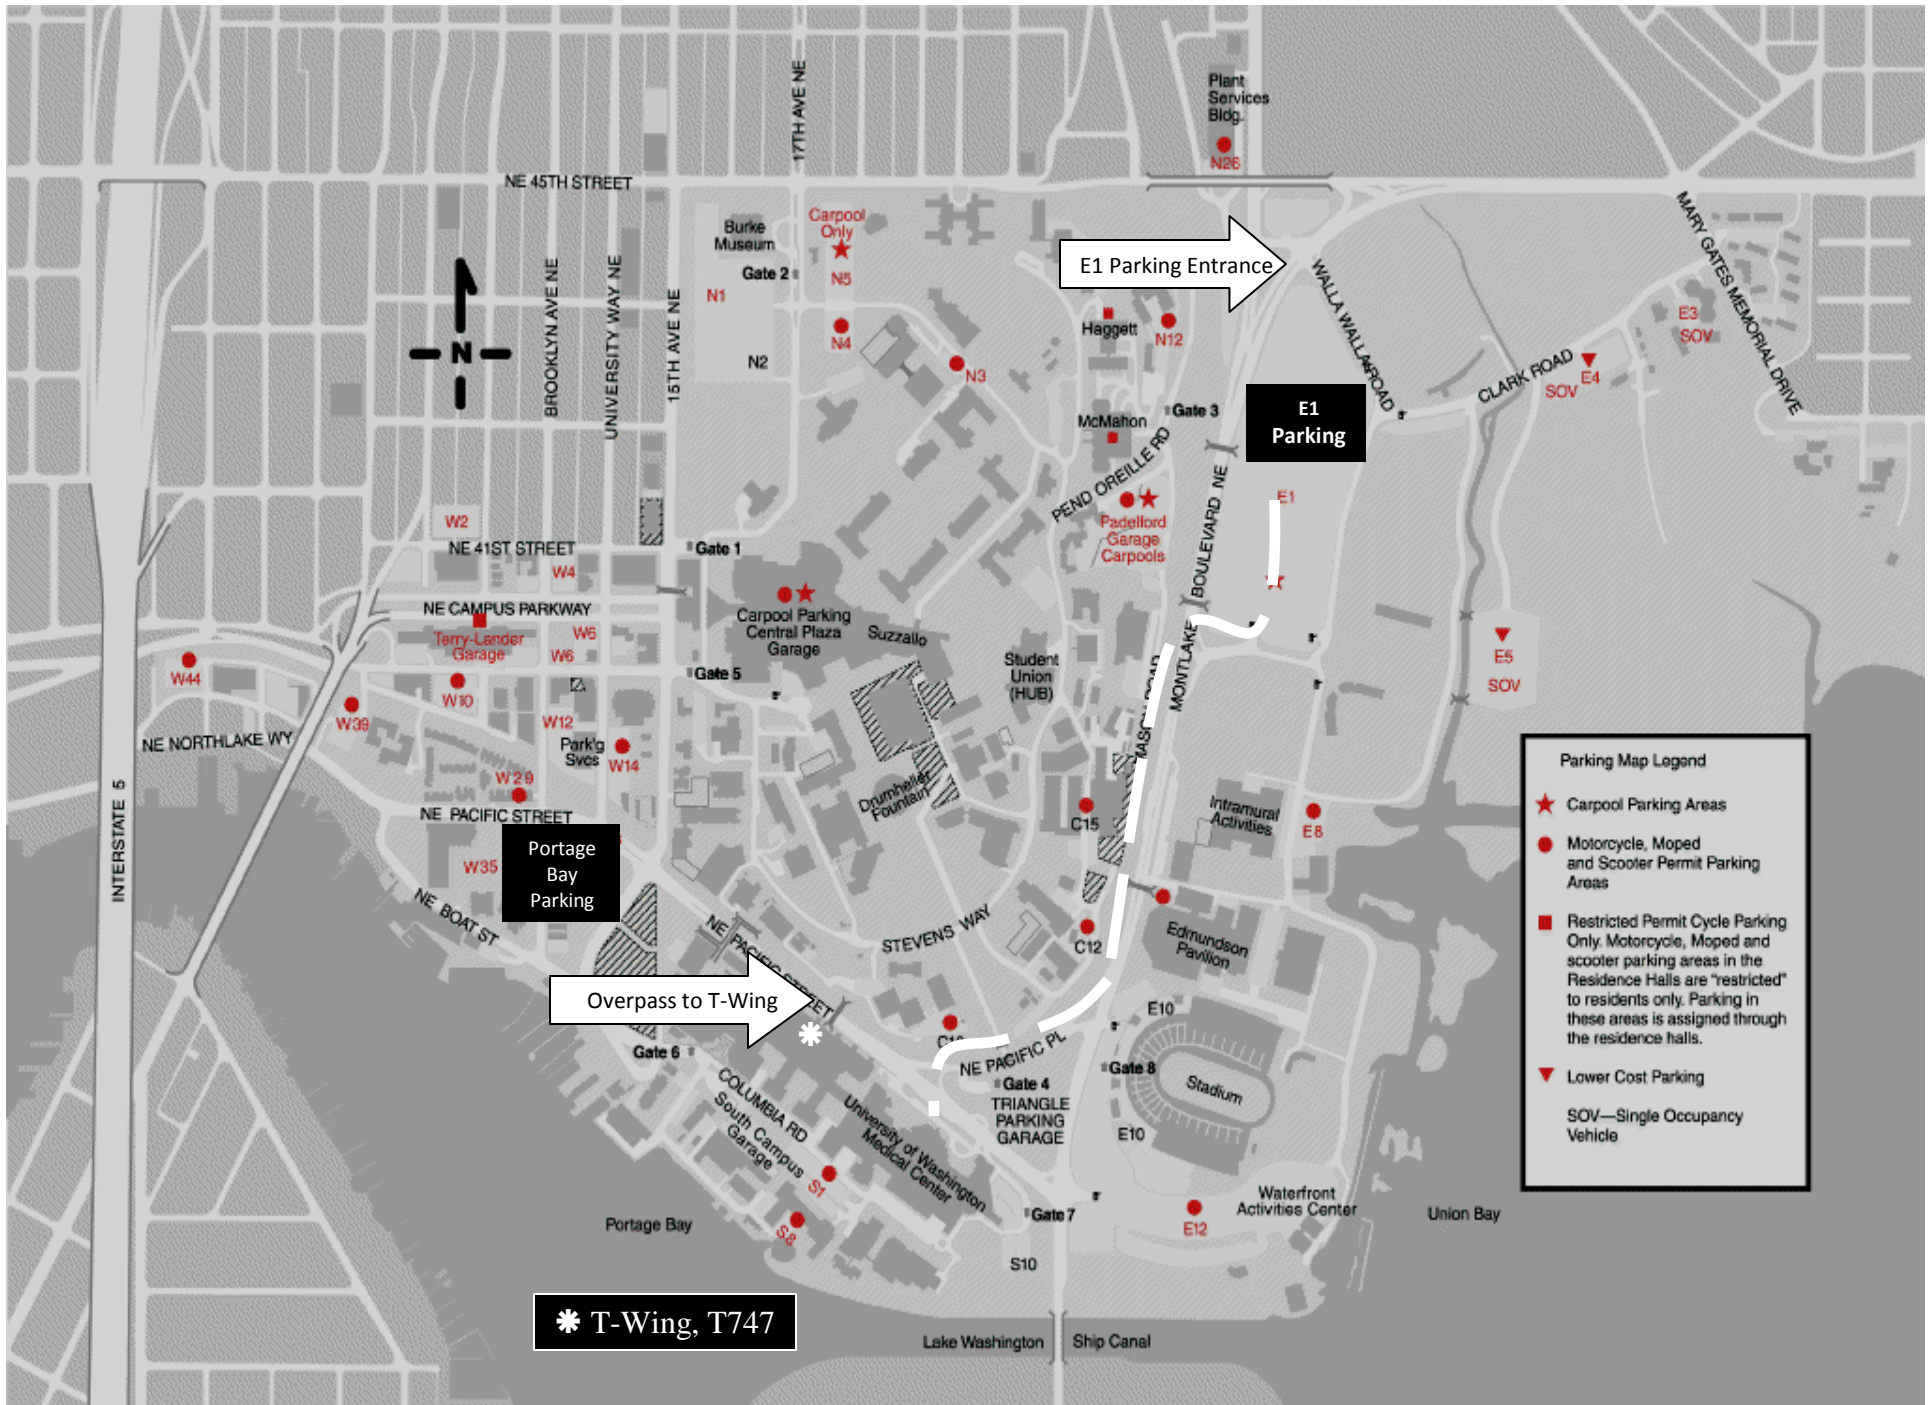 Plant
Services
Bldg.
N26
17TH AVE NE
NE 45TH STREET
Burke
Museum
Carpool
Only
N5
Gate 2
N1
N4
N2
N3
E1 Parking Entrance
Haggett
N12
WALLA WALLA ROAD
MARY GATES MEMORIAL DRIVE
E3
SOV
E4
SOV
CLARK ROAD
N
BROOKLYN AVE NE
UNIVERSITY WAY NE
15TH AVE NE
McMahon
Gate 3
E1
Parking
PEND OREILLE RD
E1
Padelford
Garage
Carpools
MONTLAKE BOULEVARD NE
W2
NE 41ST STREET
W4
Gate 1
NE CAMPUS PARKWAY
Terry-Lander
Garage
W6
W6
Carpool Parking
Central Plaza
Garage
Suzzallo
Student
Union
(HUB)
Gate 5
E5
SOV
W44
W39
W10
W12
NE NORTHLAKE WY
Park'g
Svcs
W14
W29
NE PACIFIC STREET
W35
Portage
Bay
Parking
Drumheller
Fountain
C15
Intramural
Activities
E8
INTERSTATE 5
NE BOAT ST
NE PACIFIC STREET
STEVENS WAY
C12
Edmundson
Pavilion
Overpass to T-Wing
E10
NE PACIFIC PL
Gate 6
Gate 4
Gate 8
Stadium
TRIANGLE
PARKING
GARAGE
E10
COLUMBIA RD
South Campus
Garage
University of Washington
Medical Center
S1
S8
Gate 7
S10
E12
Waterfront
Activities Center
Portage Bay
Union Bay
T-Wing, T747
Lake Washington
Ship Canal
Parking Map Legend
Carpool Parking Areas
Motorcycle, Moped
and Scooter Permit Parking
Areas
Restricted Permit Cycle Parking
Only. Motorcycle, Moped and
scooter parking areas in the
Residence Halls are "restricted"
to residents only. Parking in
these areas is assigned through
the residence halls.
Lower Cost Parking
SOV—Single Occupancy
Vehicle